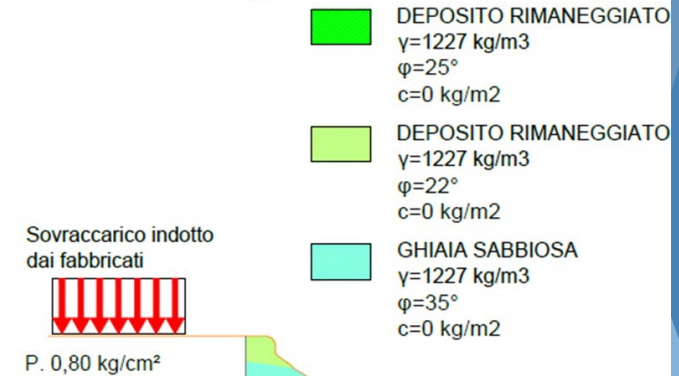 DEPOSITO RIMANEGGIATO
γ=1227 kg/m3
φ=25°
c=0 kg/m2
DEPOSITO RIMANEGGIATO
γ=1227 kg/m3
φ=22°
c=0 kg/m2
GHIAIA SABBIOSA
γ=1227 kg/m3
φ=35°
c=0 kg/m2
Sovraccarico indotto
dai fabbricati
P. 0,80 kg/cm²